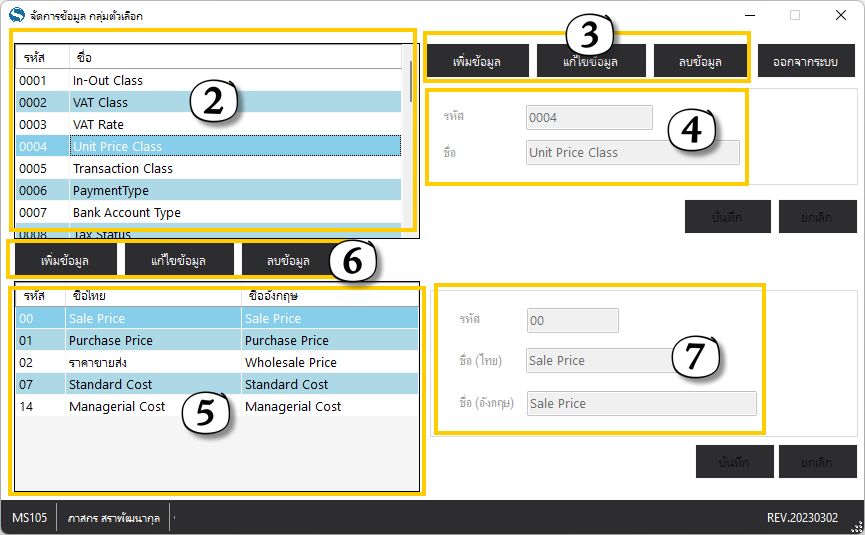 จัดการข้อมูล กลุ่มตัวเลือก
รหัส ชื่อ
0001 In-Out Class
0002 VAT Class
0003 VAT Rate
0004 Unit Price Class
0005 Transaction Class
0006 PaymentType
0007 Bank Account Type
0008 Tax Status
2
3
เพิ่มข้อมูล แก้ไขข้อมูล ลบข้อมูล ออกจากระบบ
รหัส 0004
ชื่อ Unit Price Class
4
บันทึก ยกเลิก
เพิ่มข้อมูล แก้ไขข้อมูล ลบข้อมูล
6
รหัส ชื่อไทย ชื่ออังกฤษ
00 Sale Price Sale Price
01 Purchase Price Purchase Price
02 ราคาขายส่ง Wholesale Price
07 Standard Cost Standard Cost
14 Managerial Cost Managerial Cost
5
รหัส 00
ชื่อ (ไทย) Sale Price
7
ชื่อ (อังกฤษ) Sale Price
บันทึก ยกเลิก
MS105 ภาสกร สราพัฒนากุล REV.20230302